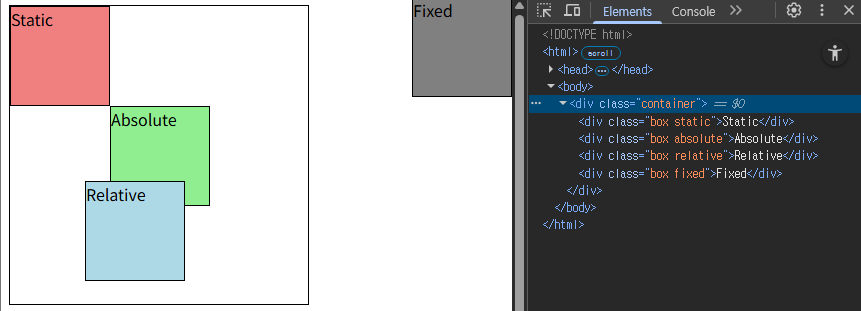 Static
Fixed
Absolute
Relative
Elements
Console
<!DOCTYPE html>
<html> scroll
<head> ⋯ </head>
<body>
⋯ <div class="container"> == $0
<div class="box static">Static</div>
<div class="box absolute">Absolute</div>
<div class="box relative">Relative</div>
<div class="box fixed">Fixed</div>
</div>
</body>
</html>